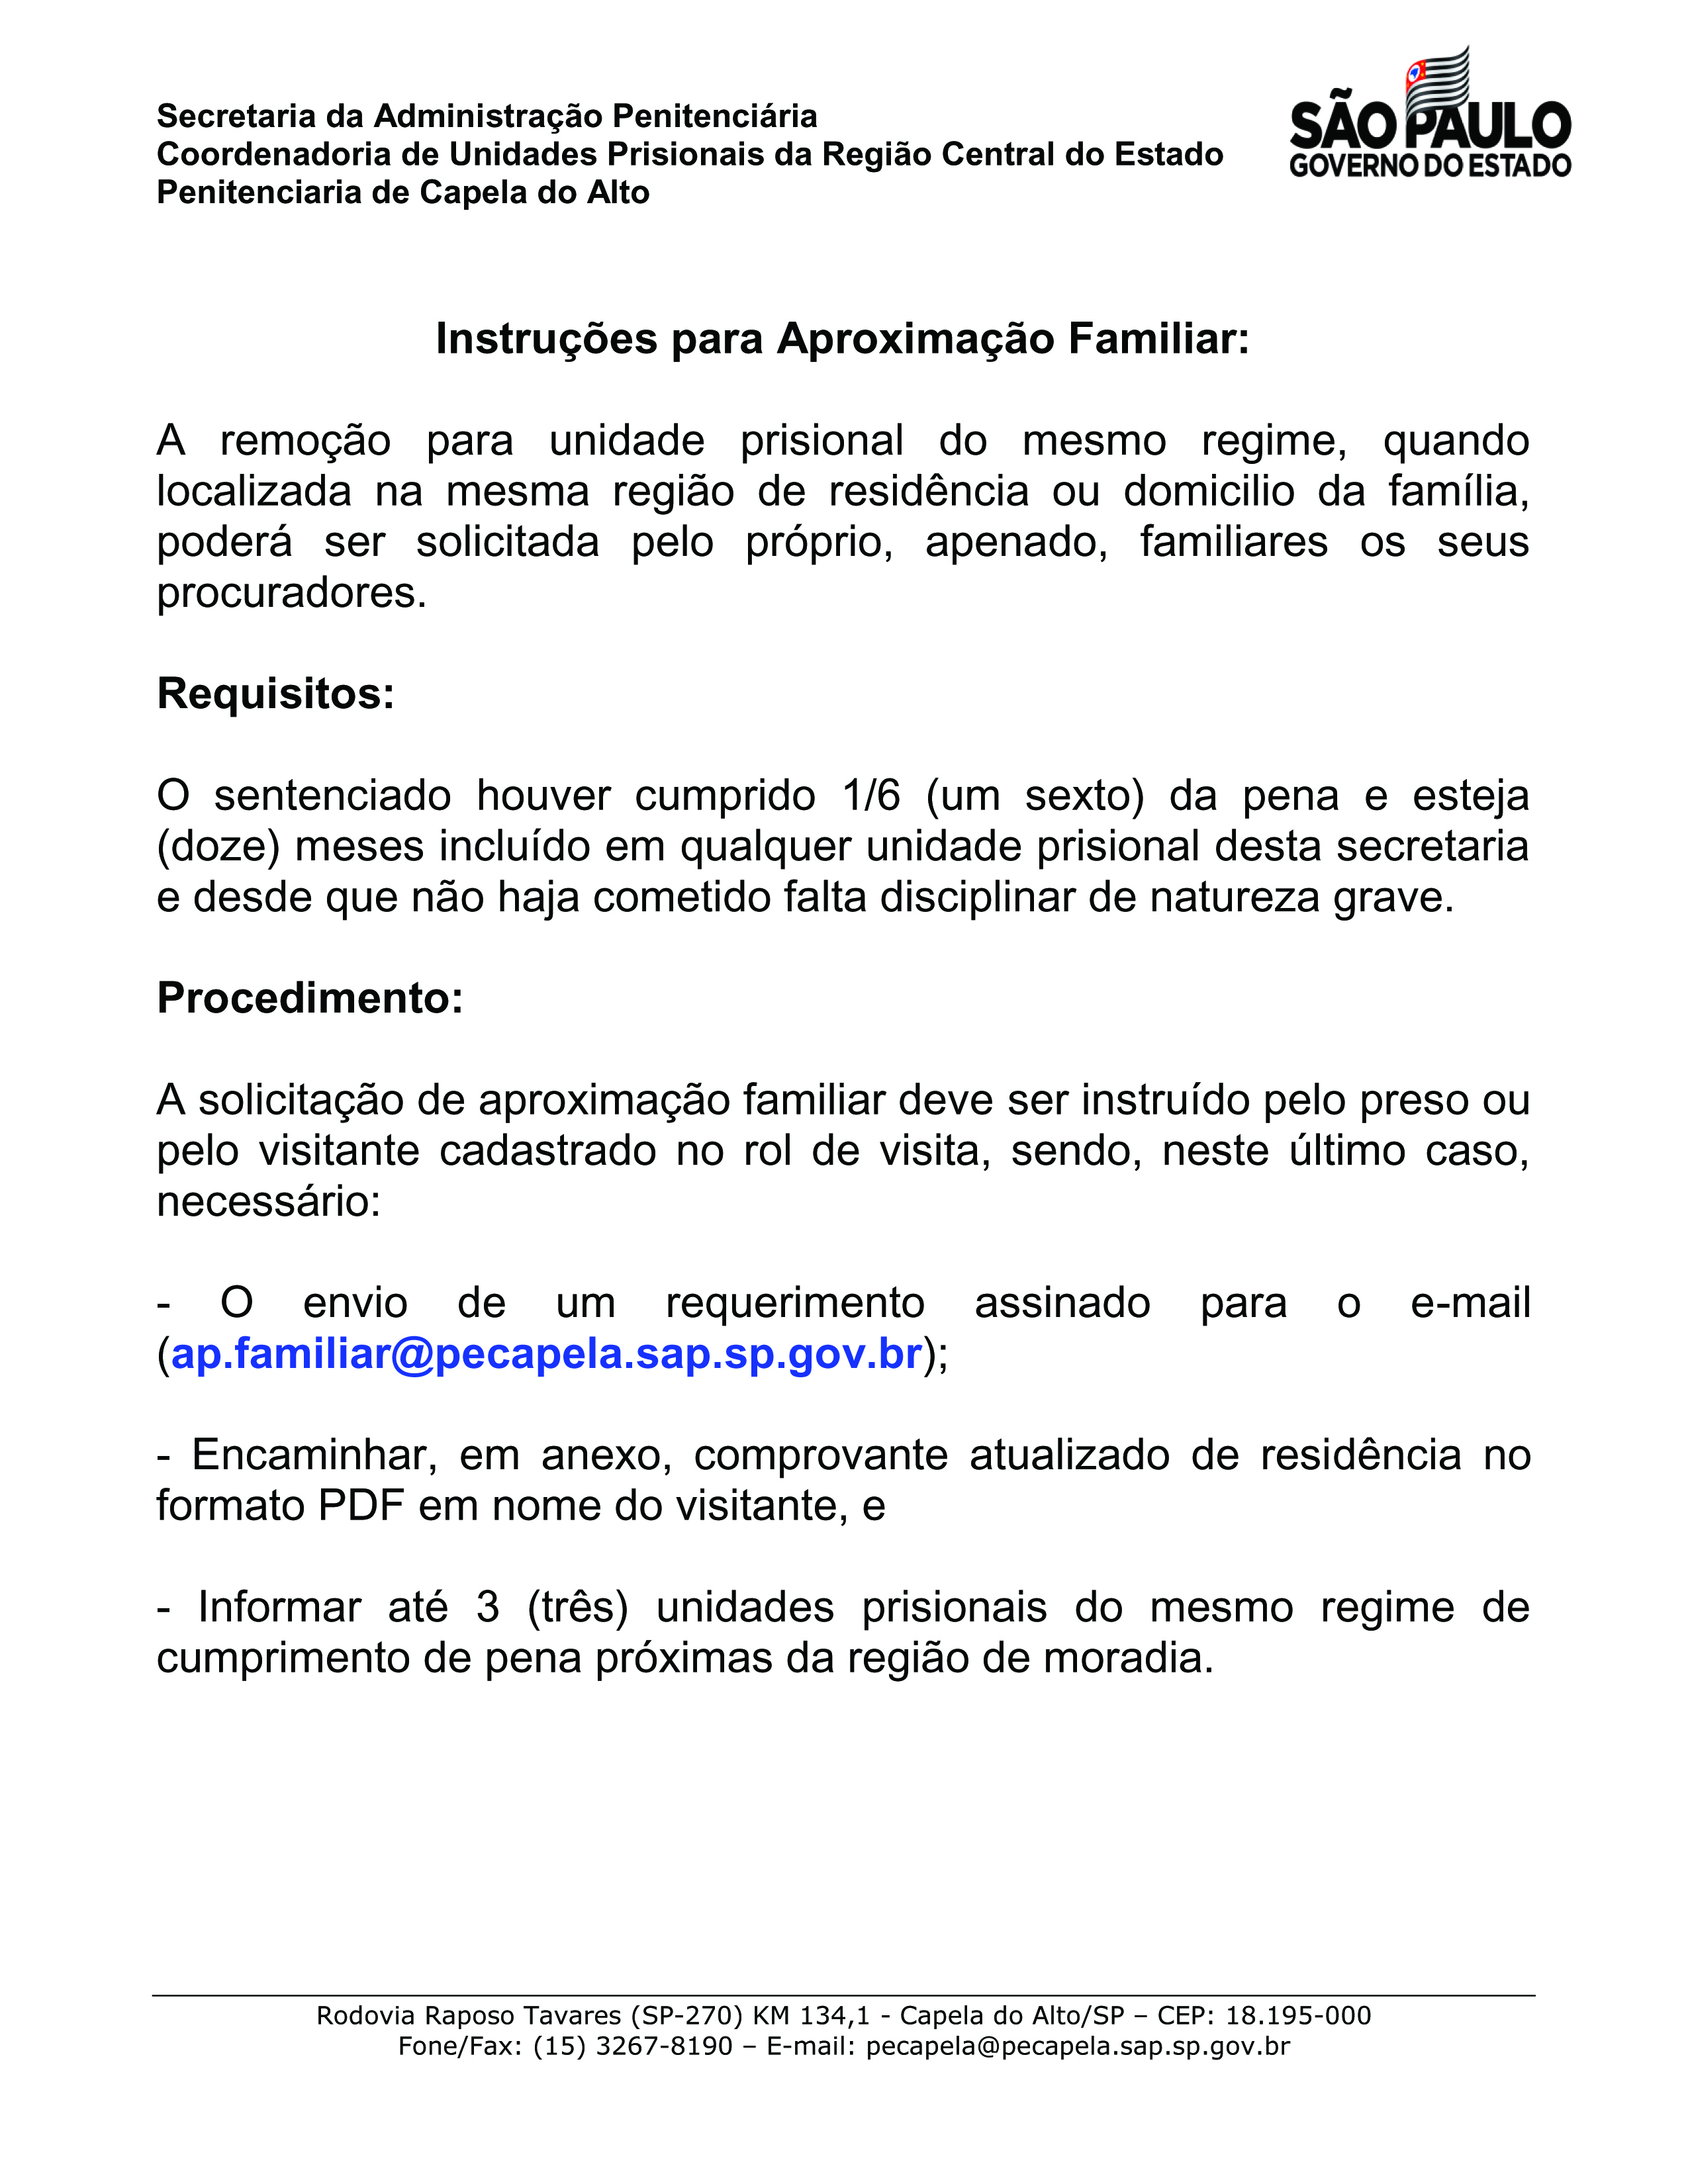 Secretaria da Administração Penitenciária
Coordenadoria de Unidades Prisionais da Região Central do Estado
Penitenciaria de Capela do Alto
SÃO PAULO
GOVERNO DO ESTADO
Instruções para Aproximação Familiar:
A remoção para unidade prisional do mesmo regime, quando
localizada na mesma região de residência ou domicilio da família,
poderá ser solicitada pelo próprio, apenado, familiares os seus
procuradores.
Requisitos:
O sentenciado houver cumprido 1/6 (um sexto) da pena e esteja
(doze) meses incluído em qualquer unidade prisional desta secretaria
e desde que não haja cometido falta disciplinar de natureza grave.
Procedimento:
A solicitação de aproximação familiar deve ser instruído pelo preso ou
pelo visitante cadastrado no rol de visita, sendo, neste último caso,
necessário:
- O envio de um requerimento assinado para o e-mail
(ap.familiar@pecapela.sap.sp.gov.br);
- Encaminhar, em anexo, comprovante atualizado de residência no
formato PDF em nome do visitante, e
- Informar até 3 (três) unidades prisionais do mesmo regime de
cumprimento de pena próximas da região de moradia.
Rodovia Raposo Tavares (SP-270) KM 134,1 - Capela do Alto/SP – CEP: 18.195-000
Fone/Fax: (15) 3267-8190 – E-mail: pecapela@pecapela.sap.sp.gov.br